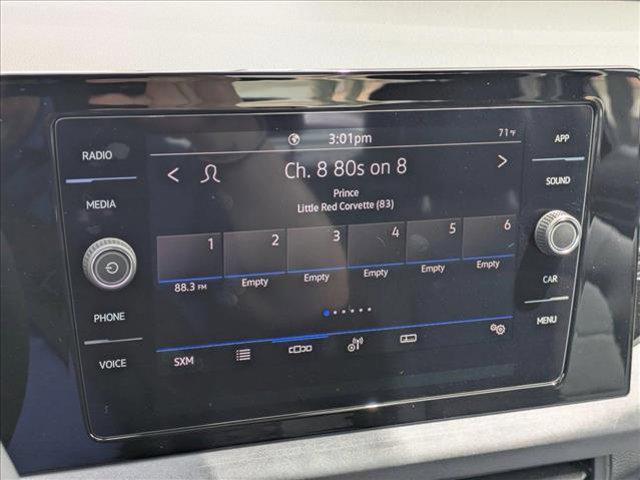 3:01pm
71°F
RADIO
MEDIA
PHONE
VOICE
< Ch. 8 80s on 8 >
Prince
Little Red Corvette (83)
1 2 3 4 5 6
88.3 FM Empty Empty Empty Empty Empty
SXM
APP
SOUND
CAR
MENU